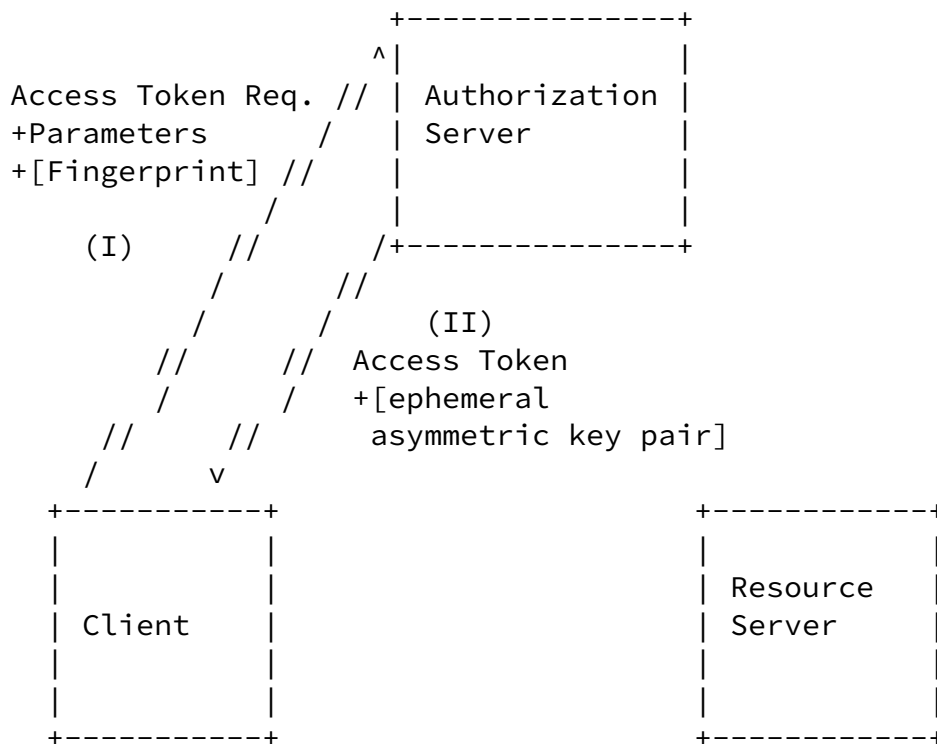 Access Token Req.
+Parameters
+[Fingerprint]
Authorization
Server
(I)
(II)
Access Token
+[ephemeral
asymmetric key pair]
Client
Resource
Server